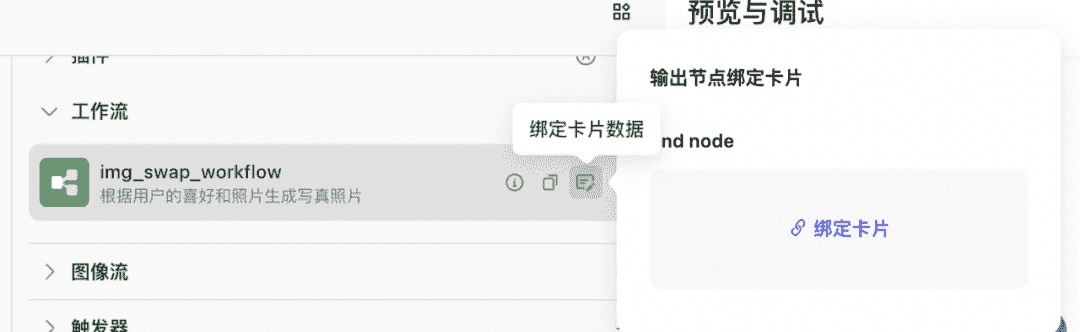 预览与调试
插件
工作流
绑定卡片数据
img_swap_workflow
根据用户的喜好和照片生成写真照片
图像流
触发器
输出节点绑定卡片
nd node
绑定卡片